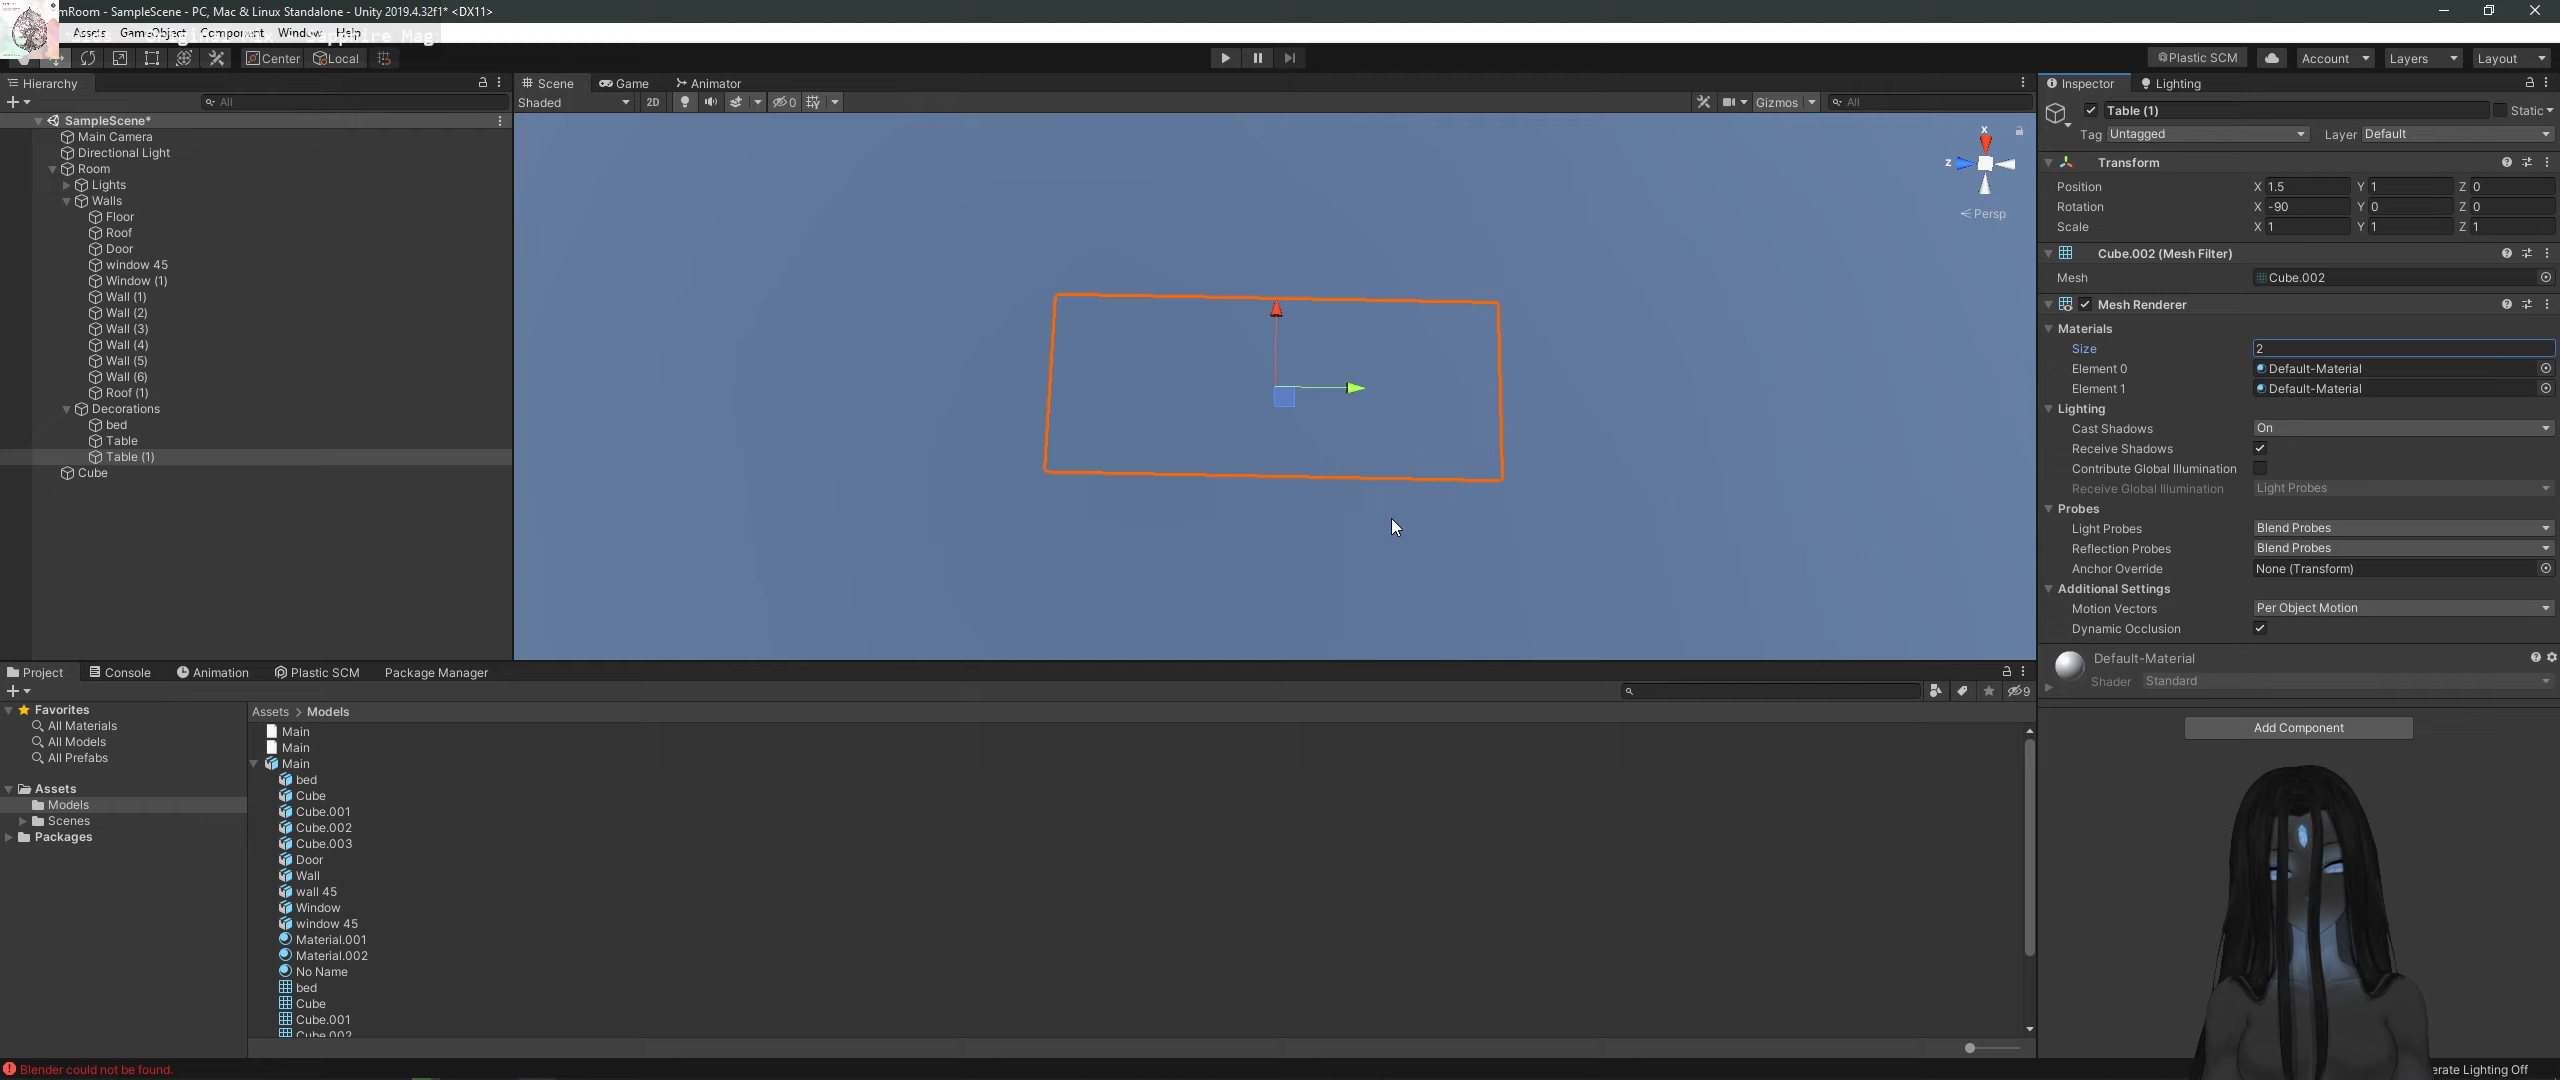 mRoom - SampleScene - PC, Mac & Linux Standalone - Unity 2019.4.32f1* <DX11>
Assets GameObject Component Window Help
Center Local
Plastic SCM Account Layers Layout
Hierarchy
All
SampleScene*
Main Camera
Directional Light
Room
Lights
Walls
Floor
Roof
Door
window 45
Window (1)
Wall (1)
Wall (2)
Wall (3)
Wall (4)
Wall (5)
Wall (6)
Roof (1)
Decorations
bed
Table
Table (1)
Cube
Scene Game Animator
Shaded 2D 0 Gizmos All
x
z
Persp
Inspector Lighting
Table (1) Static
Tag Untagged Layer Default
Transform
Position X 1.5 Y 1 Z 0
Rotation X -90 Y 0 Z 0
Scale X 1 Y 1 Z 1
Cube.002 (Mesh Filter)
Mesh Cube.002
Mesh Renderer
Materials
Size 2
Element 0 Default-Material
Element 1 Default-Material
Lighting
Cast Shadows On
Receive Shadows
Contribute Global Illumination
Receive Global Illumination Light Probes
Probes
Light Probes Blend Probes
Reflection Probes Blend Probes
Anchor Override None (Transform)
Additional Settings
Motion Vectors Per Object Motion
Dynamic Occlusion
Default-Material
Shader Standard
Add Component
Project Console Animation Plastic SCM Package Manager
9
Favorites
All Materials
All Models
All Prefabs
Assets
Models
Scenes
Packages
Assets > Models
Main
Main
Main
bed
Cube
Cube.001
Cube.002
Cube.003
Door
Wall
wall 45
Window
window 45
Material.001
Material.002
No Name
bed
Cube
Cube.001
Cube.002
Blender could not be found.
erate Lighting Off